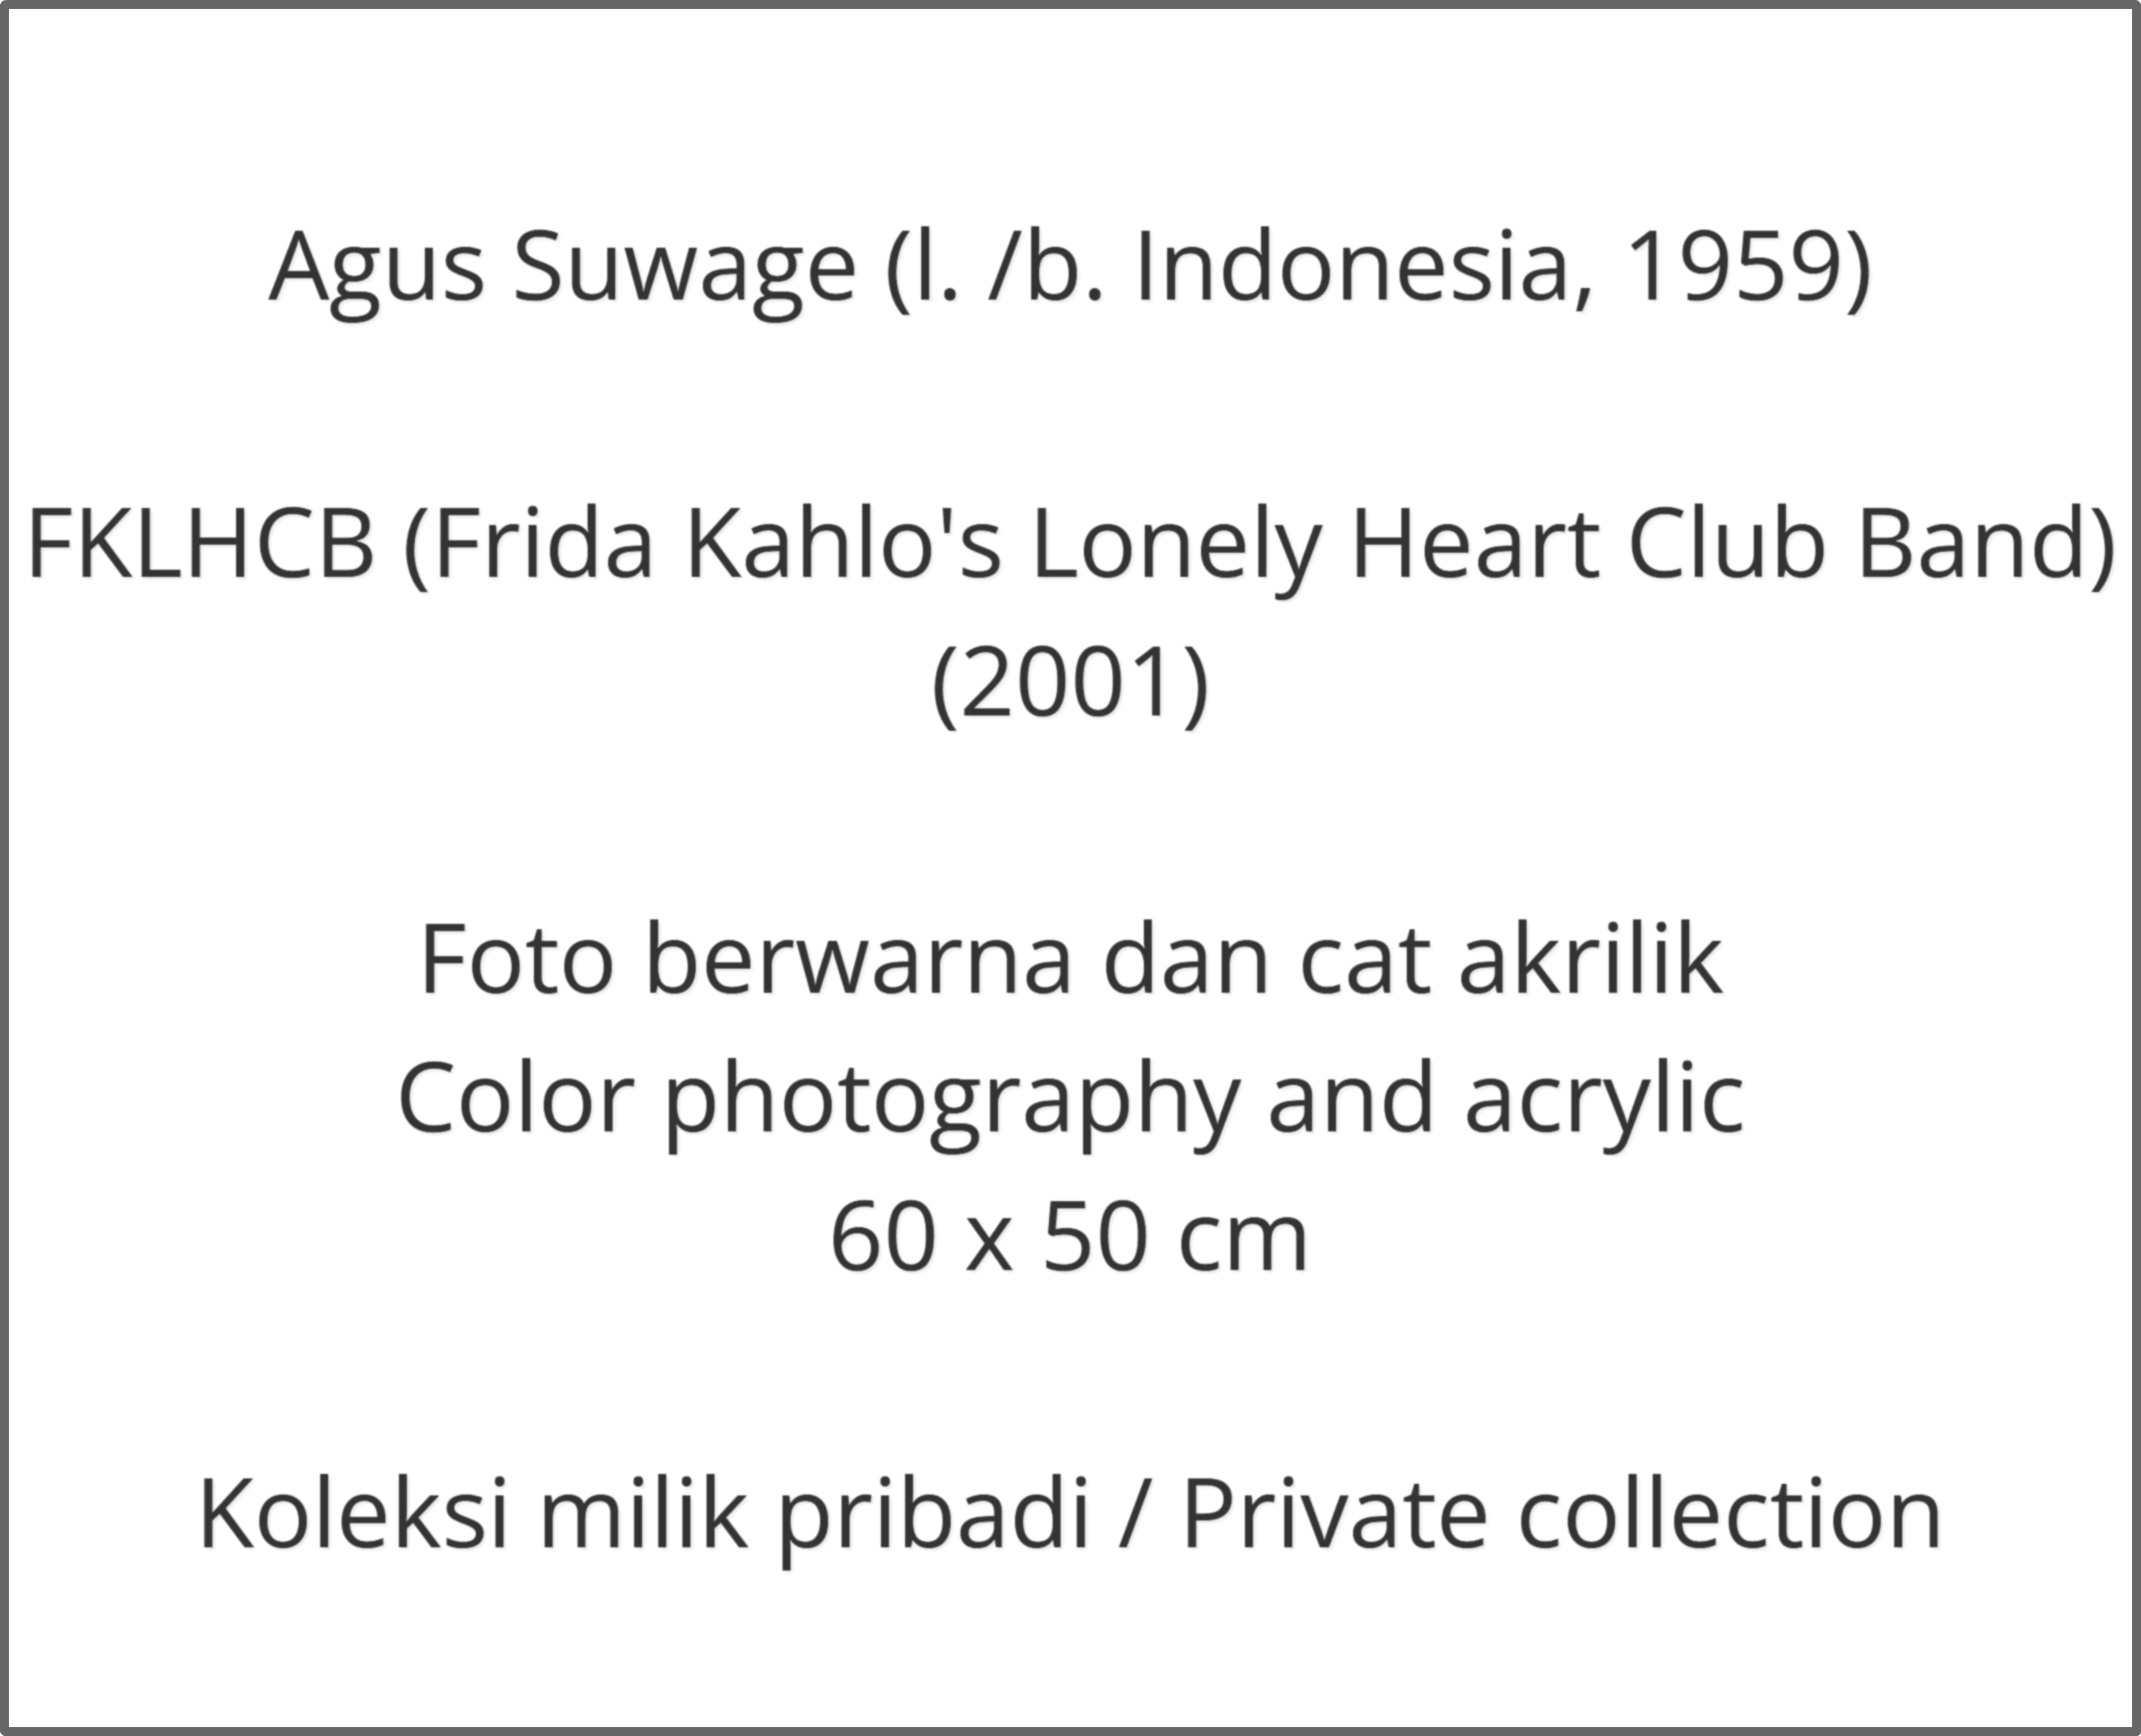 Agus Suwage (l. /b. Indonesia, 1959)
FKLHCB (Frida Kahlo's Lonely Heart Club Band)
(2001)
Foto berwarna dan cat akrilik
Color photography and acrylic
60 x 50 cm
Koleksi milik pribadi / Private collection